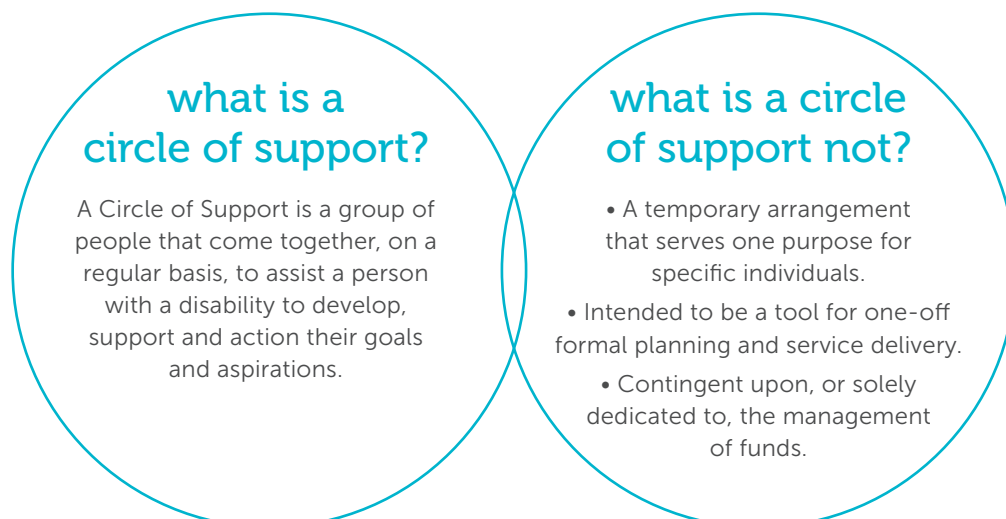 what is a
circle of support?
A Circle of Support is a group of
people that come together, on a
regular basis, to assist a person
with a disability to develop,
support and action their goals
and aspirations.
what is a circle
of support not?
• A temporary arrangement
that serves one purpose for
specific individuals.
• Intended to be a tool for one-off
formal planning and service delivery.
• Contingent upon, or solely
dedicated to, the management
of funds.